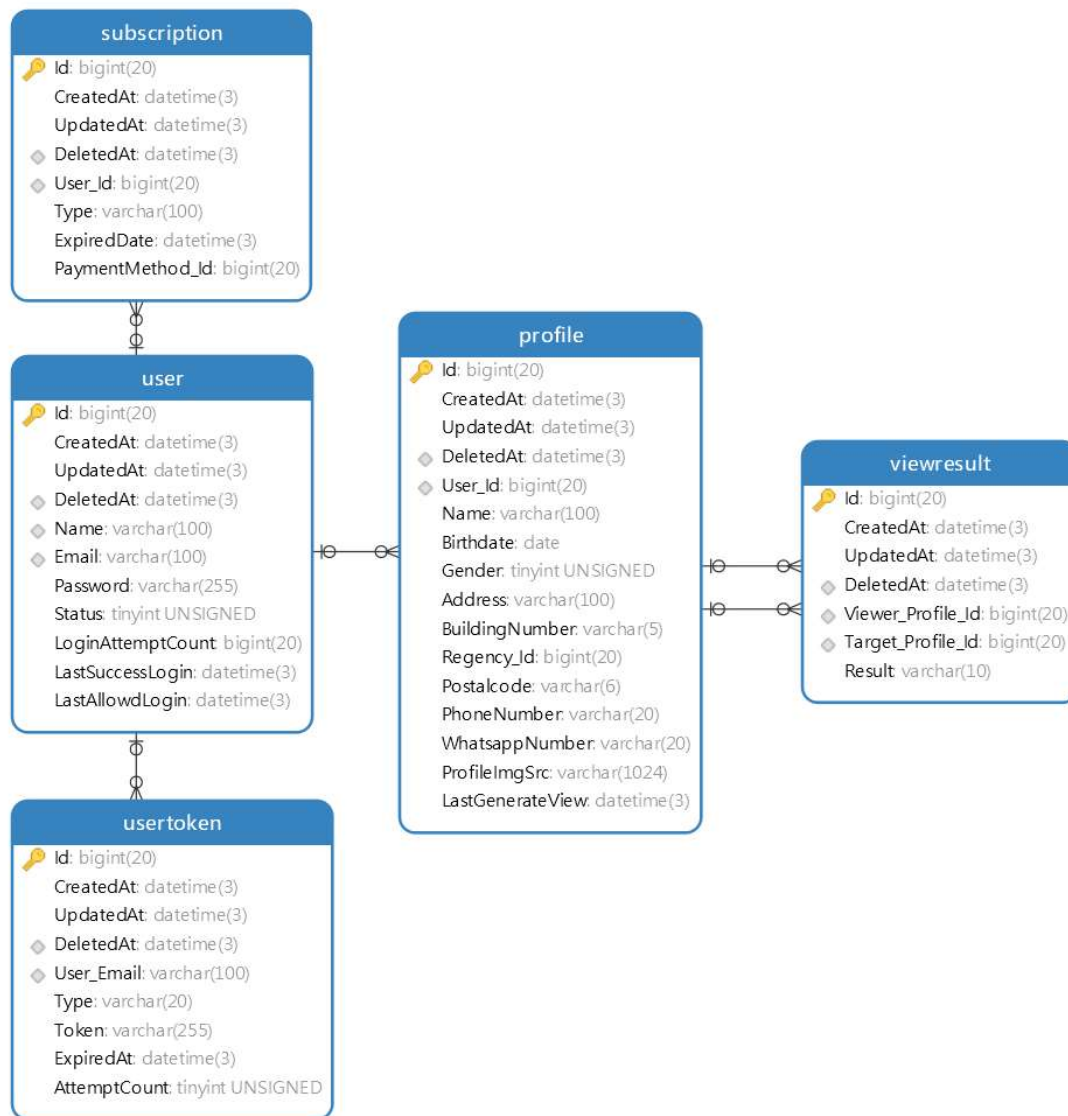 subscription
Id: bigint(20)
CreatedAt: datetime(3)
UpdatedAt: datetime(3)
DeletedAt: datetime(3)
User_Id: bigint(20)
Type: varchar(100)
ExpiredDate: datetime(3)
PaymentMethod_Id: bigint(20)
user
Id: bigint(20)
CreatedAt: datetime(3)
UpdatedAt: datetime(3)
DeletedAt: datetime(3)
Name: varchar(100)
Email: varchar(100)
Password: varchar(255)
Status: tinyint UNSIGNED
LoginAttemptCount: bigint(20)
LastSuccessLogin: datetime(3)
LastAllowdLogin: datetime(3)
usertoken
Id: bigint(20)
CreatedAt: datetime(3)
UpdatedAt: datetime(3)
DeletedAt: datetime(3)
User_Email: varchar(100)
Type: varchar(20)
Token: varchar(255)
ExpiredAt: datetime(3)
AttemptCount: tinyint UNSIGNED
profile
Id: bigint(20)
CreatedAt: datetime(3)
UpdatedAt: datetime(3)
DeletedAt: datetime(3)
User_Id: bigint(20)
Name: varchar(100)
Birthdate: date
Gender: tinyint UNSIGNED
Address: varchar(100)
BuildingNumber: varchar(5)
Regency_Id: bigint(20)
Postalcode: varchar(6)
PhoneNumber: varchar(20)
WhatsappNumber: varchar(20)
ProfileImgSrc: varchar(1024)
LastGenerateView: datetime(3)
viewresult
Id: bigint(20)
CreatedAt: datetime(3)
UpdatedAt: datetime(3)
DeletedAt: datetime(3)
Viewer_Profile_Id: bigint(20)
Target_Profile_Id: bigint(20)
Result: varchar(10)